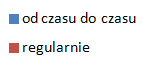 od czasu do czasu
regularnie